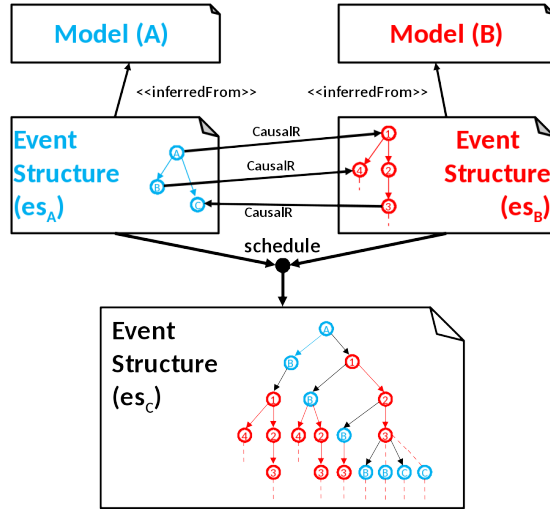 Model (A)
Model (B)
<<inferredFrom>>
<<inferredFrom>>
Event
Structure
(esA)
A
B
C
CausalR
CausalR
CausalR
1
4
2
3
Event
Structure
(esB)
schedule
Event
Structure
(esC)
A
B
1
1
B
2
4
2
4
2
B
3
3
3
3
B
B
C
C